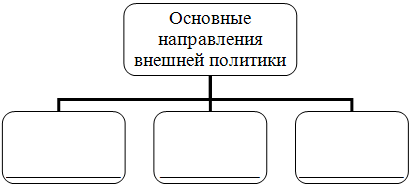 Основные
направления
внешней политики